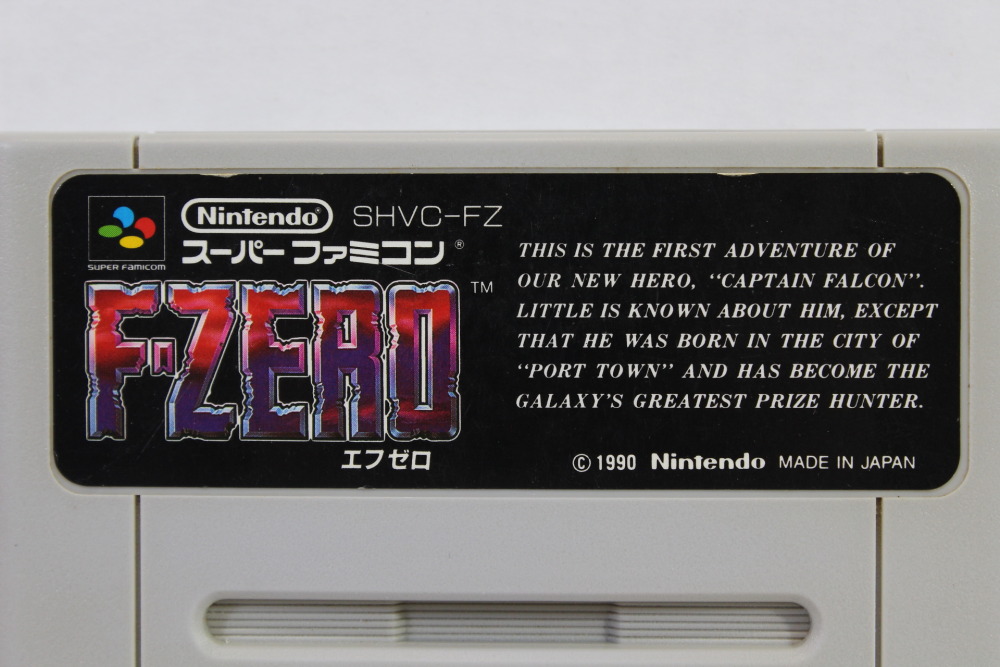 Nintendo® SHVC-FZ
スーパーファミコン®
SUPER FAMICOM
F-ZERO™
エフゼロ
THIS IS THE FIRST ADVENTURE OF
OUR NEW HERO, "CAPTAIN FALCON".
LITTLE IS KNOWN ABOUT HIM, EXCEPT
THAT HE WAS BORN IN THE CITY OF
"PORT TOWN" AND HAS BECOME THE
GALAXY'S GREATEST PRIZE HUNTER.
© 1990 Nintendo MADE IN JAPAN